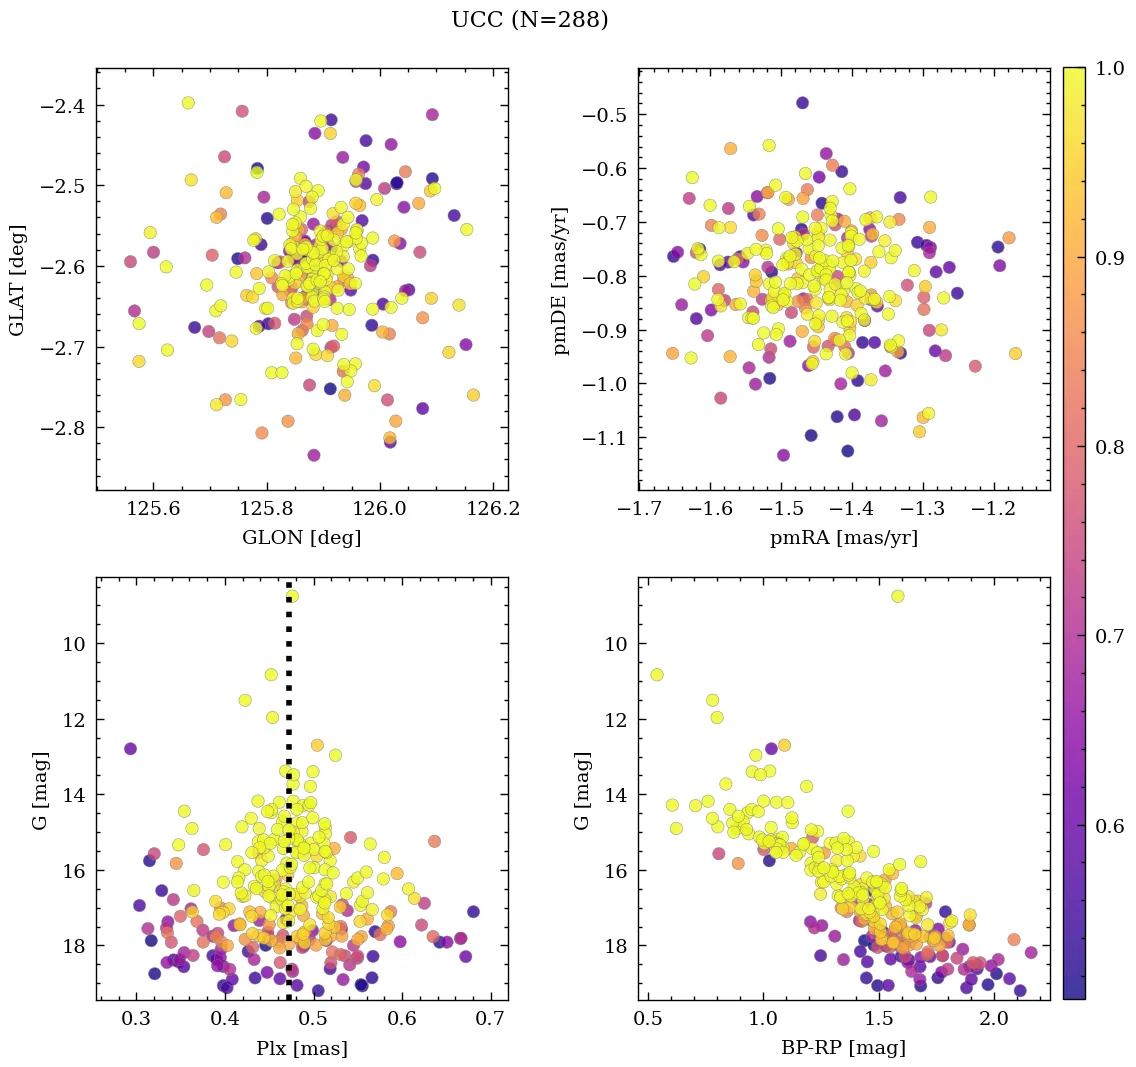 UCC (N=288)
−2.4
−2.5
−2.6
−2.7
−2.8
GLAT [deg]
125.6 125.8 126.0 126.2
GLON [deg]
−0.5
−0.6
−0.7
−0.8
−0.9
−1.0
−1.1
pmDE [mas/yr]
−1.7 −1.6 −1.5 −1.4 −1.3 −1.2
pmRA [mas/yr]
10
12
14
16
18
G [mag]
0.3 0.4 0.5 0.6 0.7
Plx [mas]
10
12
14
16
18
G [mag]
0.5 1.0 1.5 2.0
BP-RP [mag]
1.0
0.9
0.8
0.7
0.6